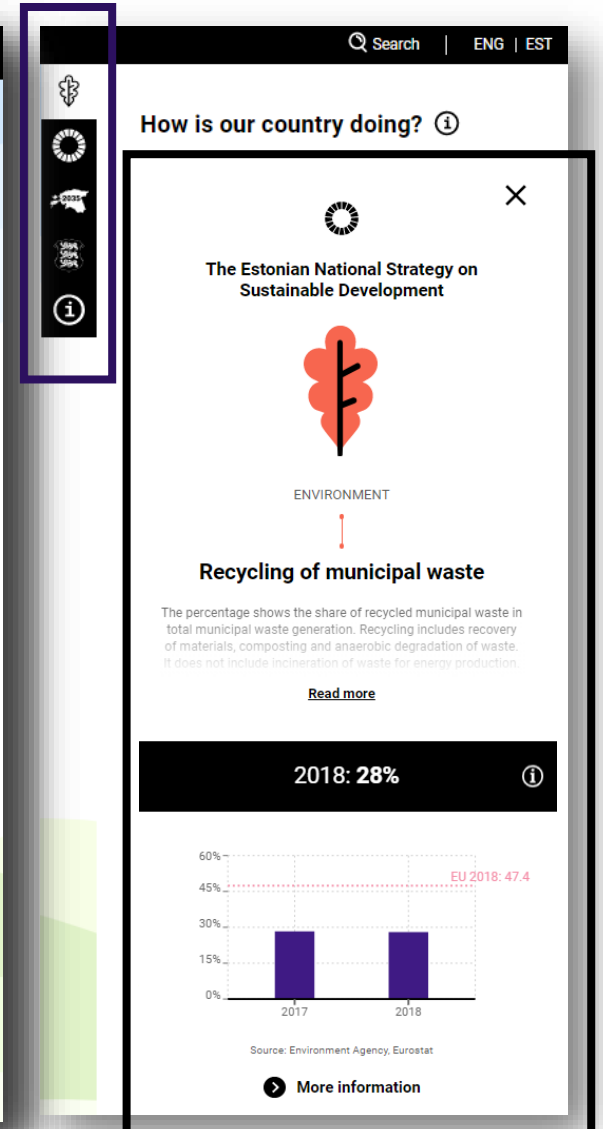 Search | ENG | EST
How is our country doing?
2035
The Estonian National Strategy on
Sustainable Development
ENVIRONMENT
Recycling of municipal waste
The percentage shows the share of recycled municipal waste in
total municipal waste generation. Recycling includes recovery
of materials, composting and anaerobic degradation of waste.
It does not include incineration of waste for energy production.
Read more
2018: 28%
60%
EU 2018: 47.4
45%
30%
15%
0%
2017 2018
Source: Environment Agency, Eurostat
More information